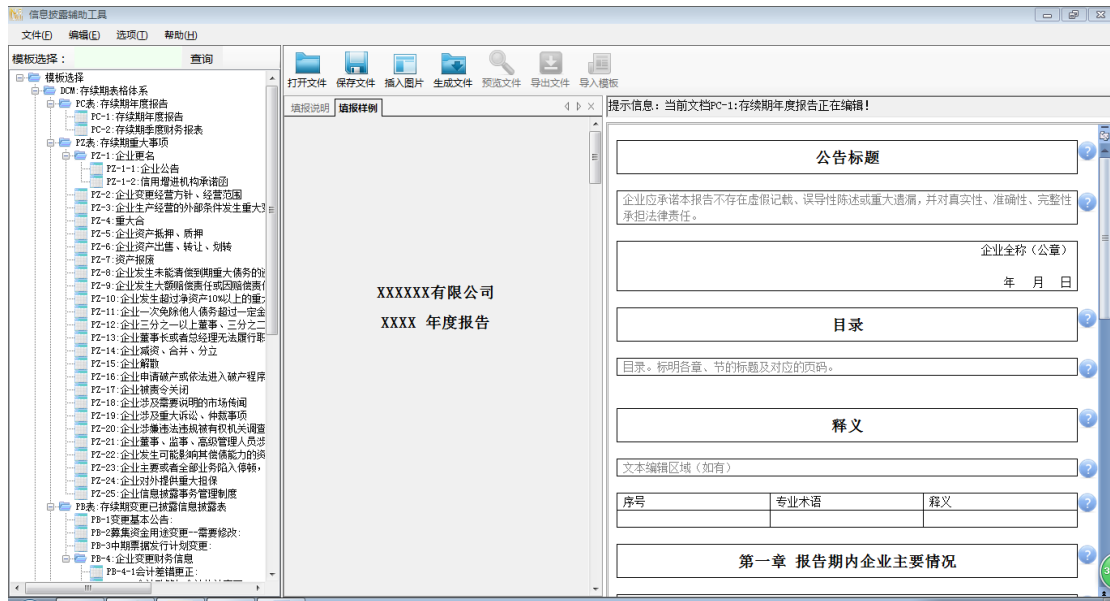 信息披露辅助工具
文件(F) 编辑(E) 选项(T) 帮助(H)
模板选择： 查询
模板选择
DCM:存续期表格体系
PC表:存续期年度报告
PC-1:存续期年度报告
PC-2:存续期季度财务报表
PZ表:存续期重大事项
PZ-1:企业更名
PZ-1-1:企业公告
PZ-1-2:信用增进机构承诺函
PZ-2:企业变更经营方针、经营范围
PZ-3:企业生产经营的外部条件发生重大
PZ-4:重大合
PZ-5:企业资产抵押、质押
PZ-6:企业资产出售、转让、划转
PZ-7:资产报废
PZ-8:企业发生未能清偿到期重大债务的
PZ-9:企业发生大额赔偿责任或因赔偿责
PZ-10:企业发生超过净资产10%以上的重
PZ-11:企业一次免除他人债务超过一定金
PZ-12:企业三分之一以上董事、三分之二
PZ-13:企业董事长或者总经理无法履行职
PZ-14:企业减资、合并、分立
PZ-15:企业解散
PZ-16:企业申请破产或依法进入破产程序
PZ-17:企业被责令关闭
PZ-18:企业涉及需要说明的市场传闻
PZ-19:企业涉及重大诉讼、仲裁事项
PZ-20:企业涉嫌违法违规被有权机关调查
PZ-21:企业董事、监事、高级管理人员涉
PZ-22:企业发生可能影响其偿债能力的资
PZ-23:企业主要或者全部业务陷入停顿，
PZ-24:企业对外提供重大担保
PZ-25:企业信息披露事务管理制度
PB表:存续期变更已披露信息披露表
PB-1变更基本公告:
PB-2募集资金用途变更--需要修改:
PB-3中期票据发行计划变更:
PB-4:企业变更财务信息
PB-4-1会计差错更正:
打开文件 保存文件 插入图片 生成文件 预览文件 导出文件 导入模板
填报说明 填报样例
XXXXXX有限公司
XXXX 年度报告
提示信息：当前文档PC-1:存续期年度报告正在编辑！
公告标题
企业应承诺本报告不存在虚假记载、误导性陈述或重大遗漏，并对真实性、准确性、完整性
承担法律责任。
企业全称（公章）
年 月 日
目录
目录。标明各章、节的标题及对应的页码。
释义
文本编辑区域（如有）
序号 专业术语 释义
第一章 报告期内企业主要情况